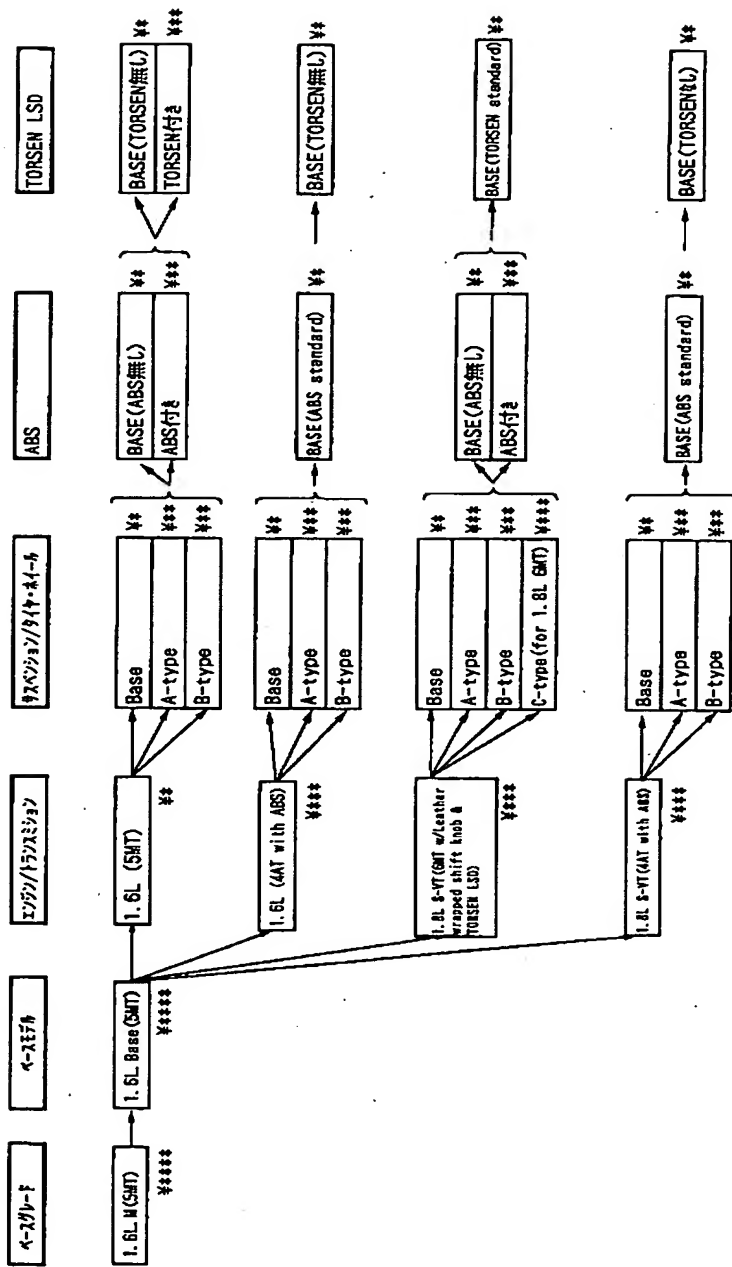 ベースグレード
ベースモデル
エンジン/トランスミション
サスペンション/タイヤ・ホイール
ABS
TORSEN LSD
1.6L M(5MT)
¥****
1.6L Base(5MT)
¥****
1.6L (5MT)
¥**
Base
¥**
A-type
¥***
B-type
¥***
BASE(ABS無し)
¥**
ABS付き
¥***
BASE(TORSEN無し)
¥**
TORSEN付き
¥***
1.6L (4AT with ABS)
¥***
Base
¥**
A-type
¥***
B-type
¥***
BASE(ABS standard)
¥**
BASE(TORSEN無し)
¥**
1.8L S-VT(6MT w/Leather
wrapped shift knob &
TORSEN LSD)
¥***
Base
¥**
A-type
¥***
B-type
¥***
C-type(for 1.8L 6MT)
¥****
BASE(ABS無し)
¥**
ABS付き
¥***
BASE(TORSEN standard)
¥**
1.8L S-VT(4AT with ABS)
¥***
Base
¥**
A-type
¥***
B-type
¥***
BASE(ABS standard)
¥**
BASE(TORSENなし)
¥**